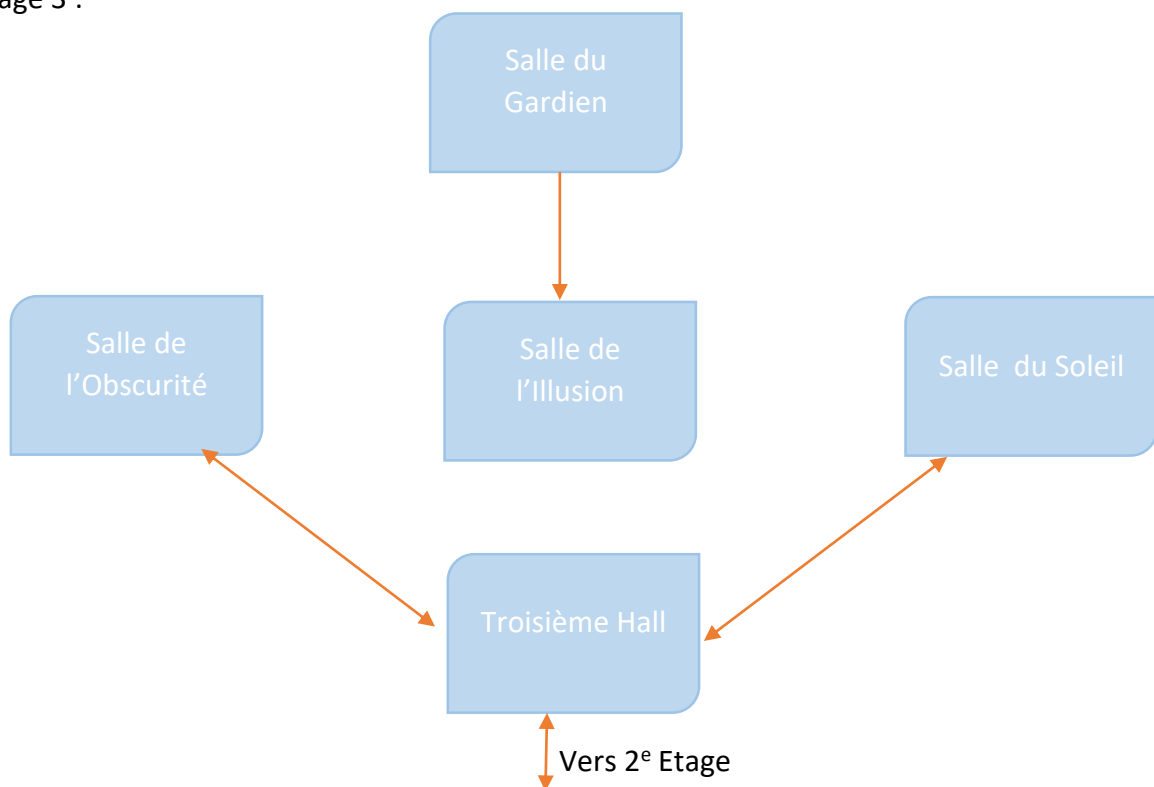 age 3 :
Salle du
Gardien
Salle de
l'Obscurité
Salle de
l'Illusion
Salle  du Soleil
Troisième Hall
Vers 2e Etage